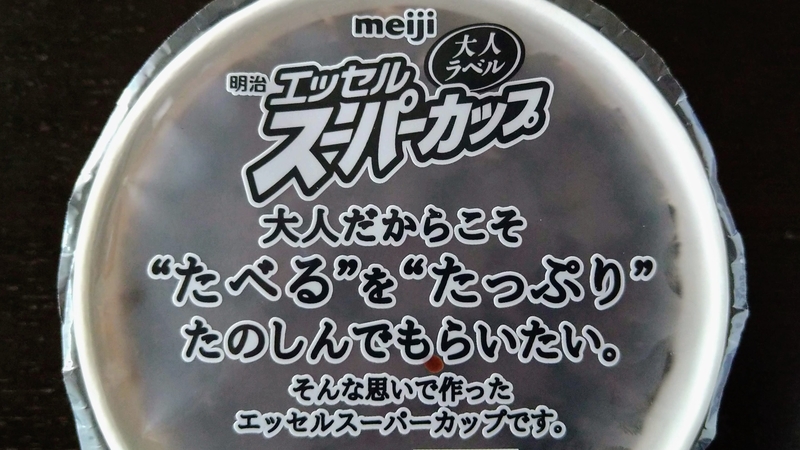 meiji
大人
ラベル
明治
エッセル
スーパーカップ
大人だからこそ
“たべる”を“たっぷり”
たのしんでもらいたい。
そんな思いで作った
エッセルスーパーカップです。